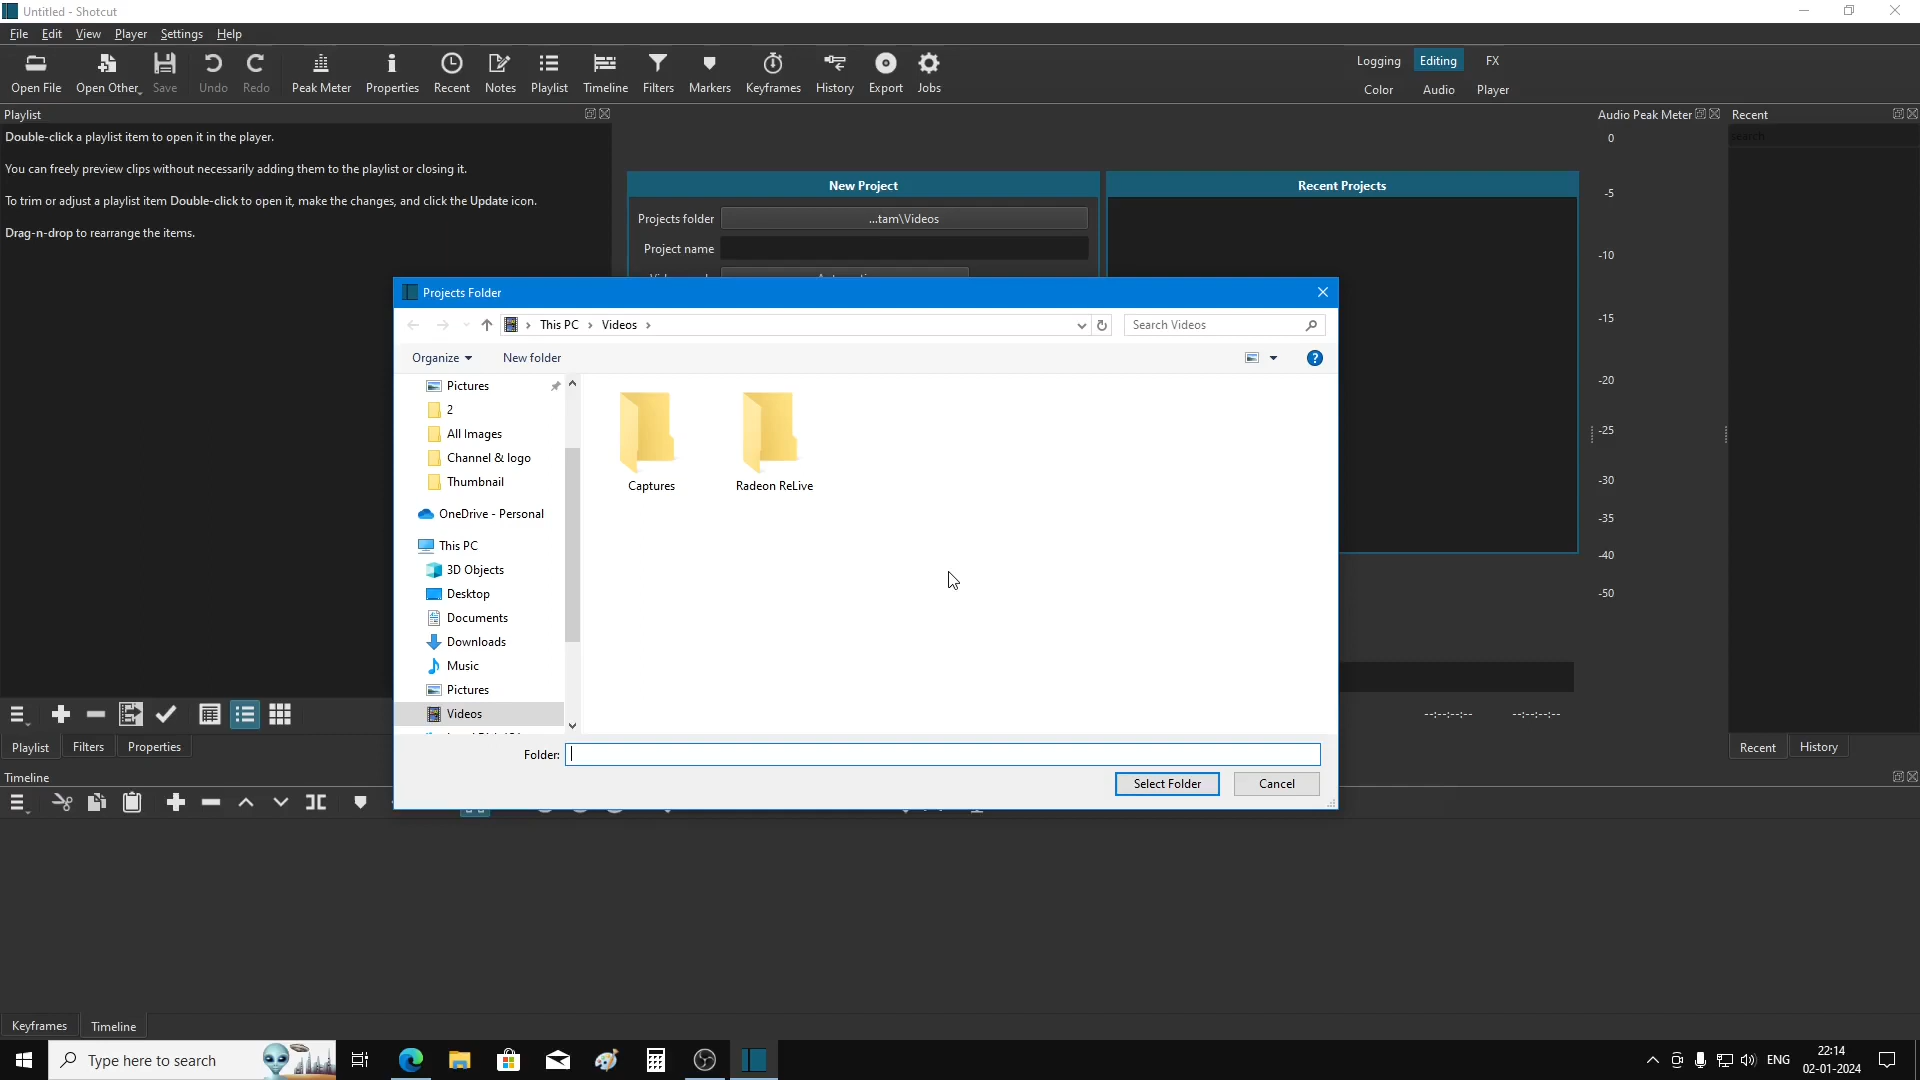 Untitled - Shotcut
File Edit View Player Settings Help
Open File Open Other Save Undo Redo Peak Meter Properties Recent Notes Playlist Timeline Filters Markers Keyframes History Export Jobs
Logging Editing FX
Color Audio Player
Playlist
Audio Peak Meter
Recent
search
Double-click a playlist item to open it in the player.
You can freely preview clips without necessarily adding them to the playlist or closing it.
To trim or adjust a playlist item Double-click to open it, make the changes, and click the Update icon.
Drag-n-drop to rearrange the items.
New Project
Projects folder ...tam\Videos
Project name
Recent Projects
0
-5
-10
-15
-20
-25
-30
-35
-40
-50
Projects Folder
This PC Videos
Search Videos
Organize New folder
Pictures
2
All Images
Channel & logo
Thumbnail
OneDrive - Personal
This PC
3D Objects
Desktop
Documents
Downloads
Music
Pictures
Videos
Captures
Radeon ReLive
Folder:
Select Folder Cancel
--:--:--:-- --:--:--:--
Playlist Filters Properties
Recent History
Timeline
Keyframes Timeline
Type here to search
ENG
22:14
02-01-2024